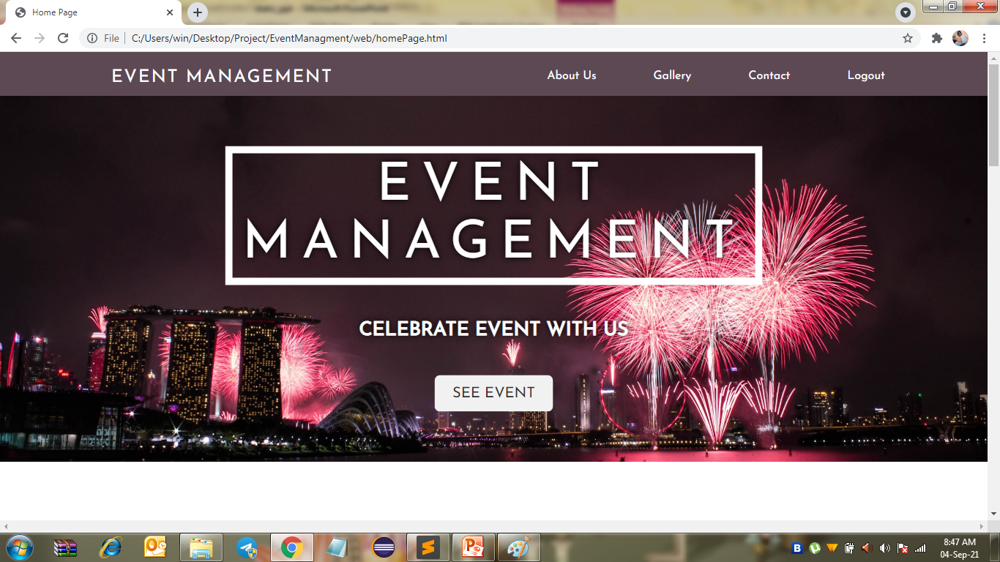 Home Page
File
C:/Users/win/Desktop/Project/EventManagment/web/homePage.html
EVENT MANAGEMENT
About Us
Gallery
Contact
Logout
EVENT
MANAGEMENT
CELEBRATE EVENT WITH US
SEE EVENT
8:47 AM
04-Sep-21